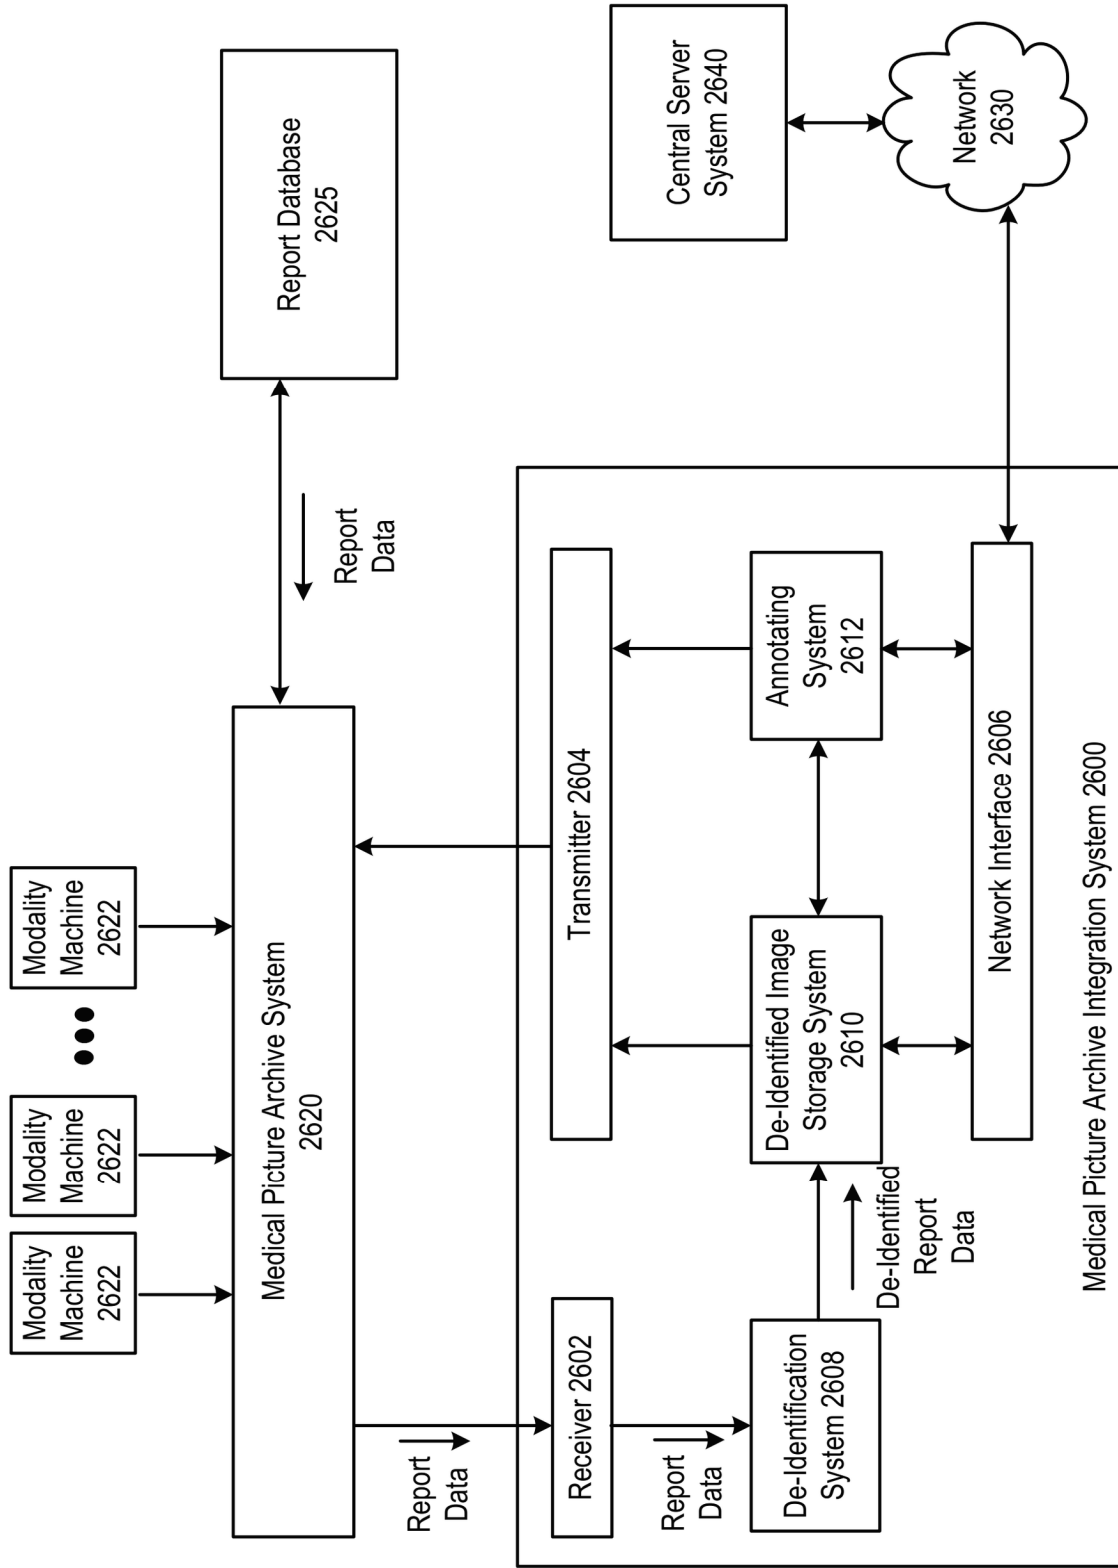 Modality
Machine
2622
Modality
Machine
2622
Modality
Machine
2622
Medical Picture Archive System
2620
Report Database
2625
Report
Data
Report
Data
Receiver 2602
Transmitter 2604
Report
Data
De-Identification
System 2608
De-Identified
Report
Data
De-Identified Image
Storage System
2610
Annotating
System
2612
Network Interface 2606
Medical Picture Archive Integration System 2600
Central Server
System 2640
Network
2630